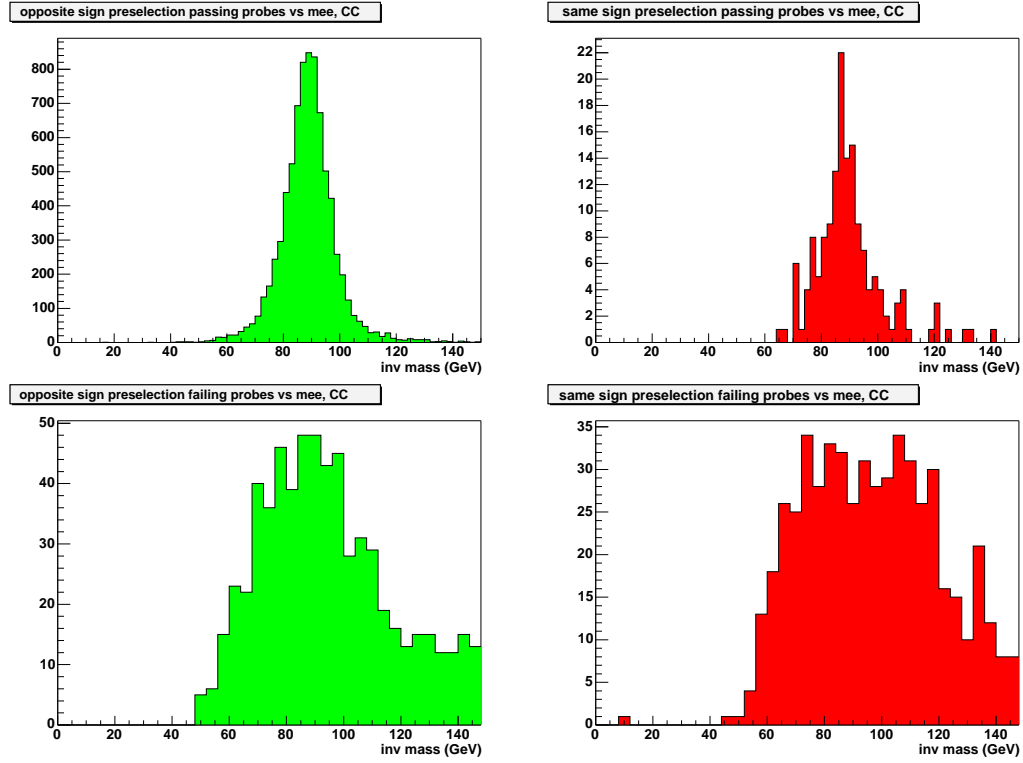 opposite sign preselection passing probes vs mee, CC
800
700
600
500
400
300
200
100
0
0 20 40 60 80 100 120 140
inv mass (GeV)
same sign preselection passing probes vs mee, CC
22
20
18
16
14
12
10
8
6
4
2
0
0 20 40 60 80 100 120 140
inv mass (GeV)
opposite sign preselection failing probes vs mee, CC
50
40
30
20
10
0
0 20 40 60 80 100 120 140
inv mass (GeV)
same sign preselection failing probes vs mee, CC
35
30
25
20
15
10
5
0
0 20 40 60 80 100 120 140
inv mass (GeV)